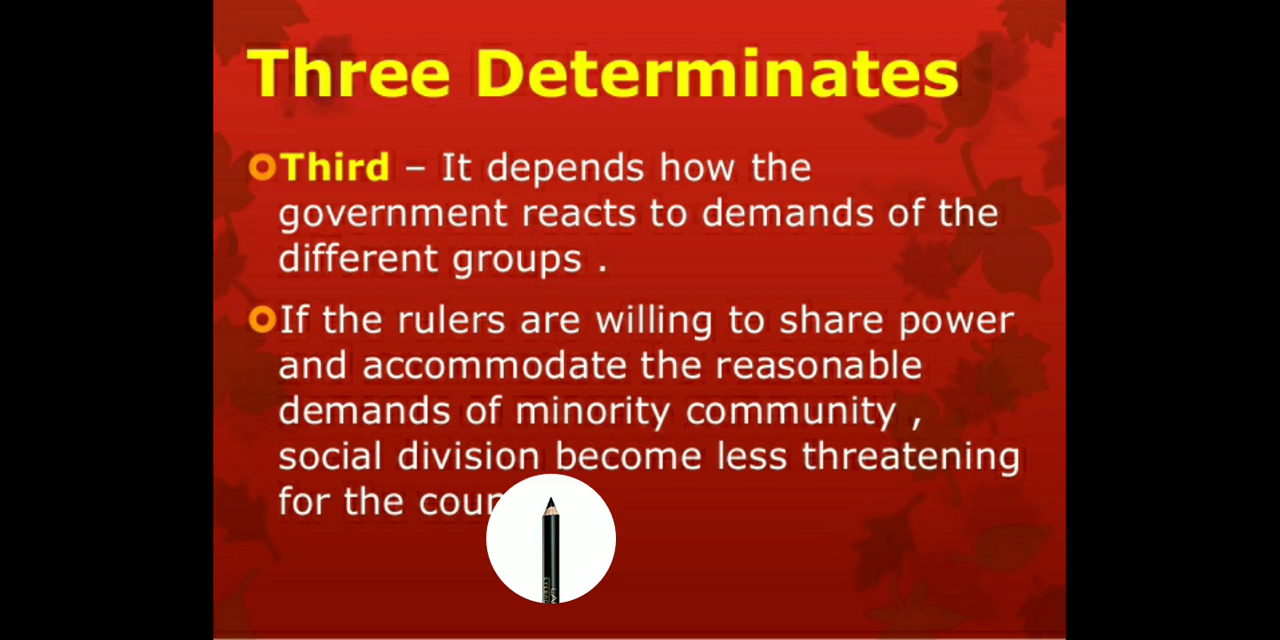 Three Determinates
Third – It depends how the
government reacts to demands of the
different groups .
If the rulers are willing to share power
and accommodate the reasonable
demands of minority community ,
social division become less threatening
for the